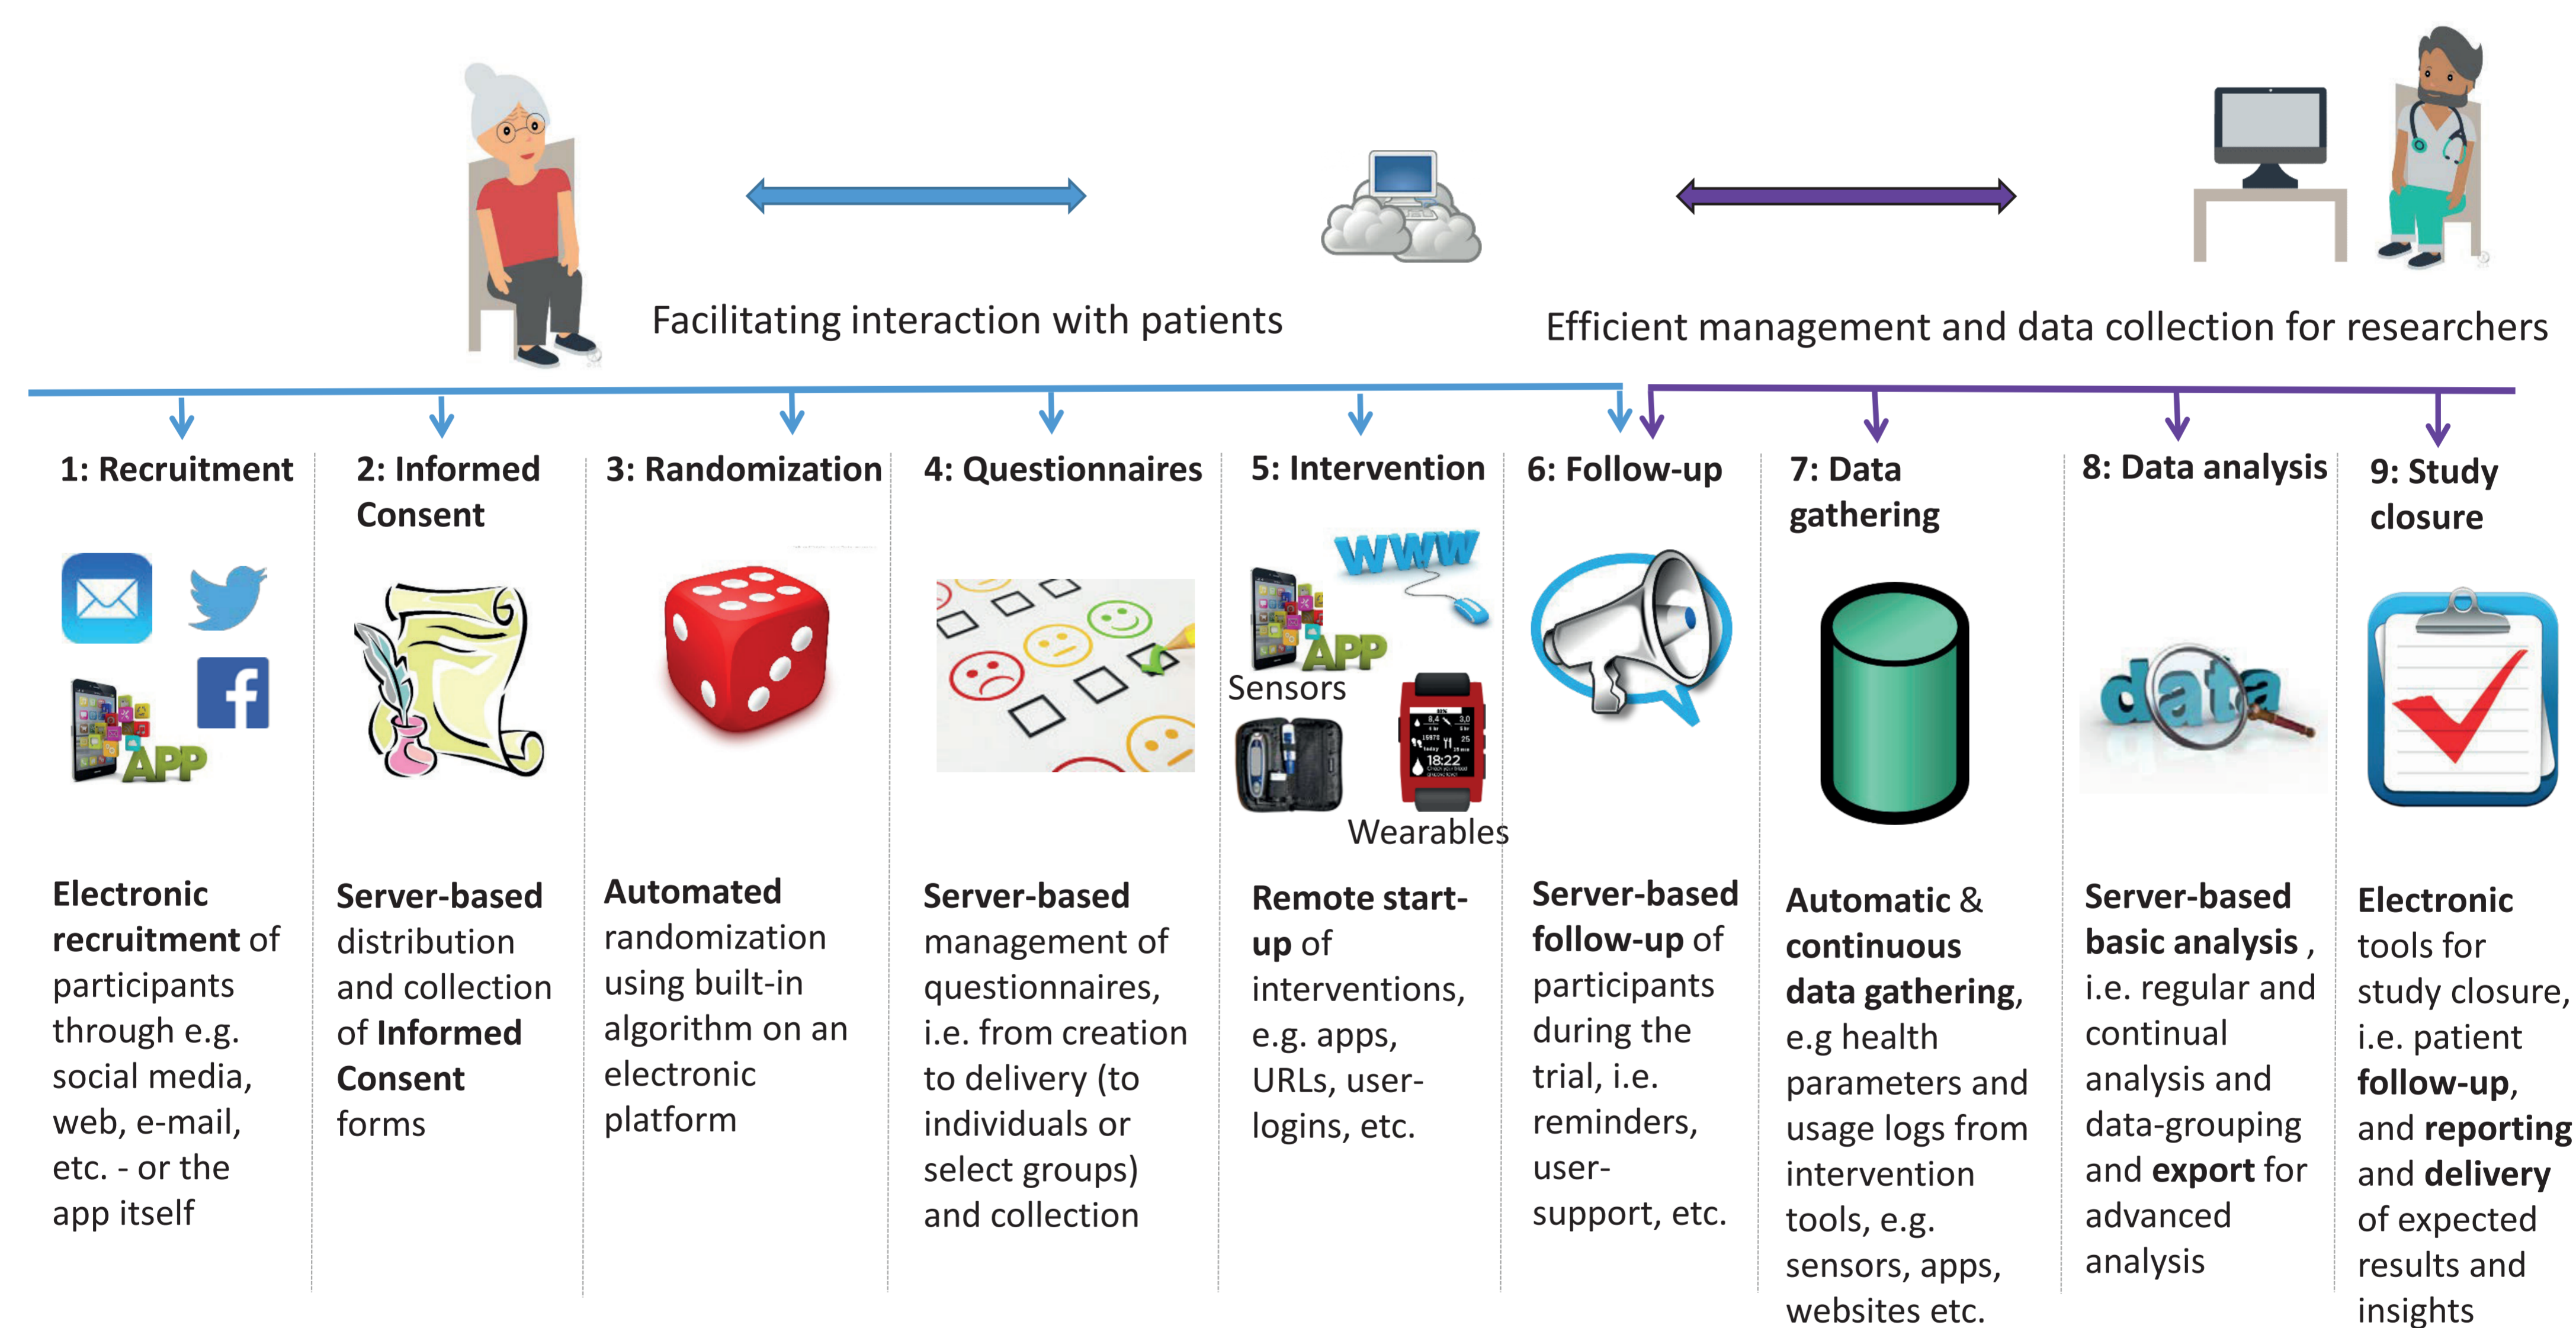 Facilitating interaction with patients
Efficient management and data collection for researchers
1: Recruitment
APP
Electronic
recruitment of
participants
through e.g.
social media,
web, e-mail,
etc. - or the
app itself
2: Informed
Consent
Server-based
distribution
and collection
of Informed
Consent
forms
3: Randomization
Automated
randomization
using built-in
algorithm on an
electronic
platform
4: Questionnaires
Server-based
management of
questionnaires,
i.e. from creation
to delivery (to
individuals or
select groups)
and collection
5: Intervention
WWW
APP
Sensors
8,4 3,0
15973 25
18:22
Wearables
Remote start-
up of
interventions,
e.g. apps,
URLs, user-
logins, etc.
6: Follow-up
Server-based
follow-up of
participants
during the
trial, i.e.
reminders,
user-
support, etc.
7: Data
gathering
Automatic &
continuous
data gathering,
e.g health
parameters and
usage logs from
intervention
tools, e.g.
sensors, apps,
websites etc.
8: Data analysis
data
Server-based
basic analysis ,
i.e. regular and
continual
analysis and
data-grouping
and export for
advanced
analysis
9: Study
closure
Electronic
tools for
study closure,
i.e. patient
follow-up,
and reporting
and delivery
of expected
results and
insights